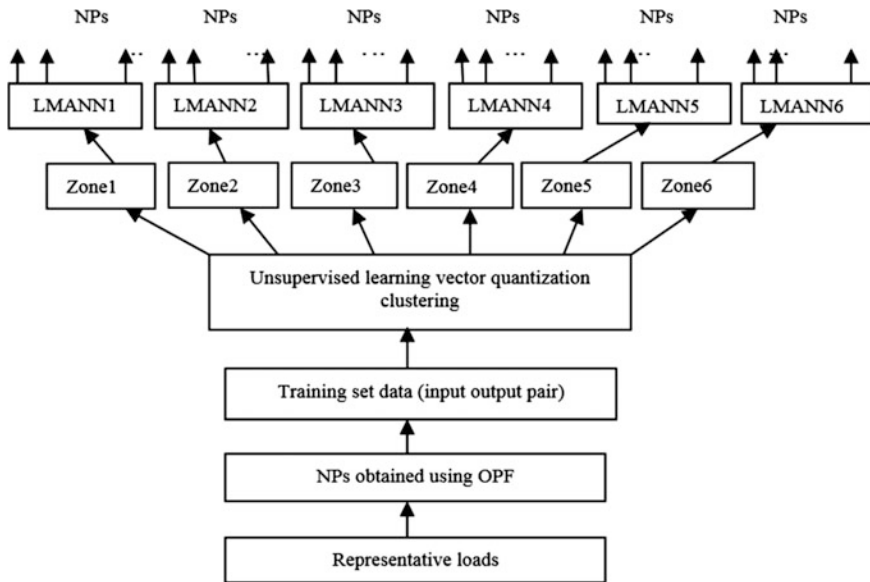 NPs NPs NPs NPs NPs NPs
... ... ... ... ... ...
LMANN1 LMANN2 LMANN3 LMANN4 LMANN5 LMANN6
Zone1 Zone2 Zone3 Zone4 Zone5 Zone6
Unsupervised learning vector quantization
clustering
Training set data (input output pair)
NPs obtained using OPF
Representative loads